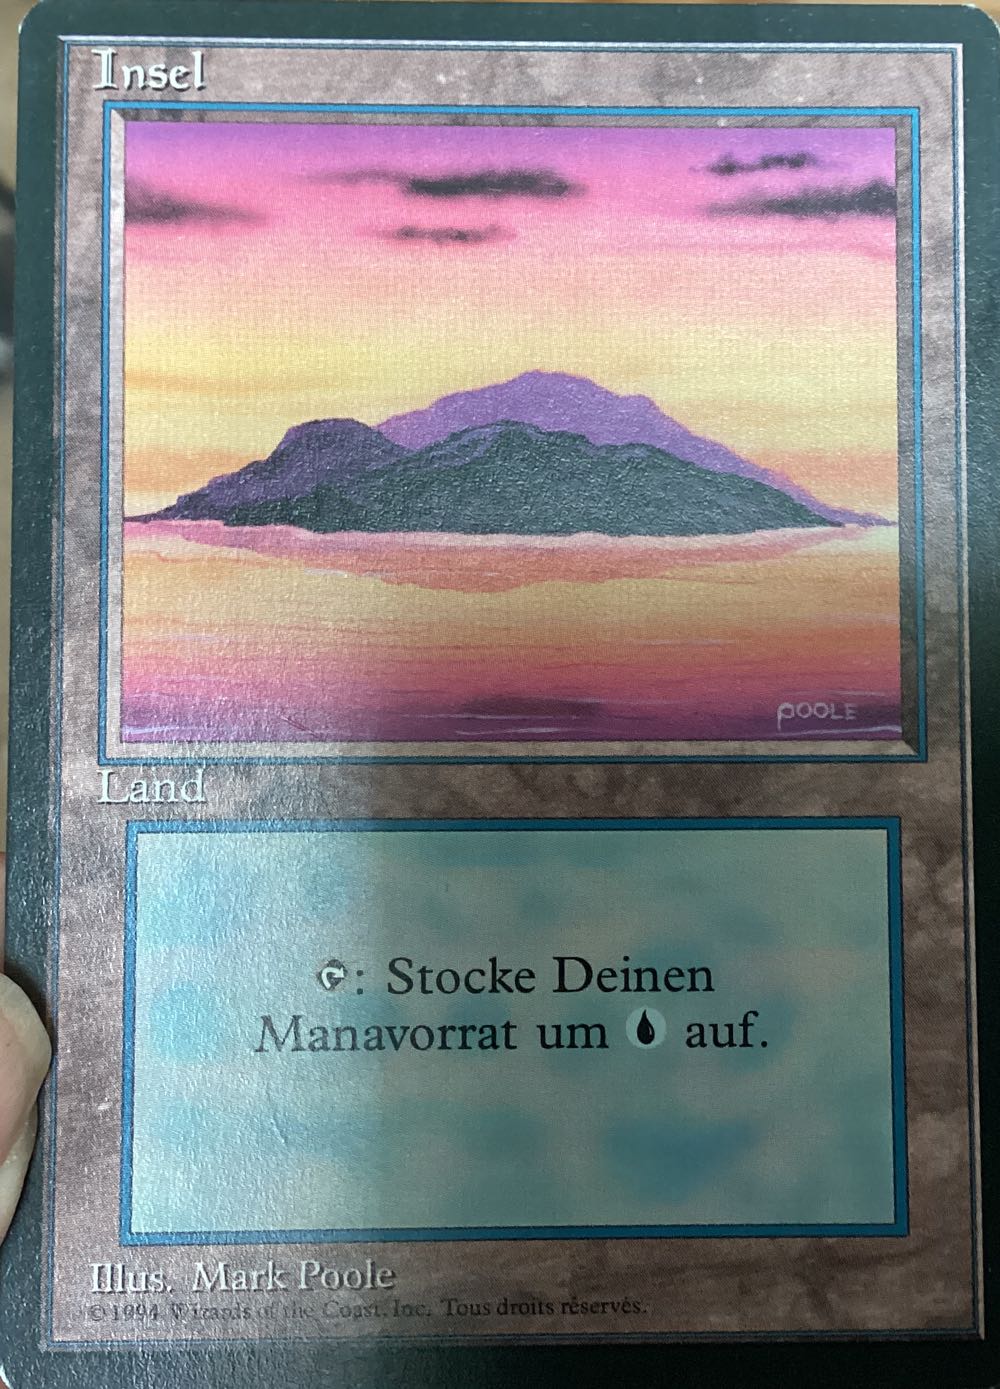 Insel
POOLE
Land
: Stocke Deinen
Manavorrat um auf.
Illus. Mark Poole
© 1994 Wizards of the Coast, Inc. Tous droits réservés.